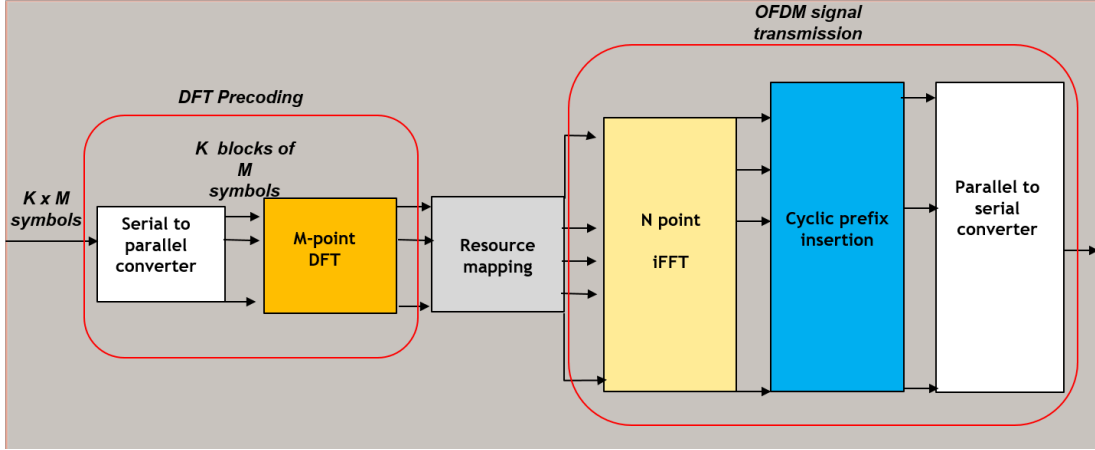 OFDM signal
transmission
DFT Precoding
K blocks of
M
symbols
K x M
symbols
Serial to
parallel
converter
M-point
DFT
Resource
mapping
N point
iFFT
Cyclic prefix
insertion
Parallel to
serial
converter